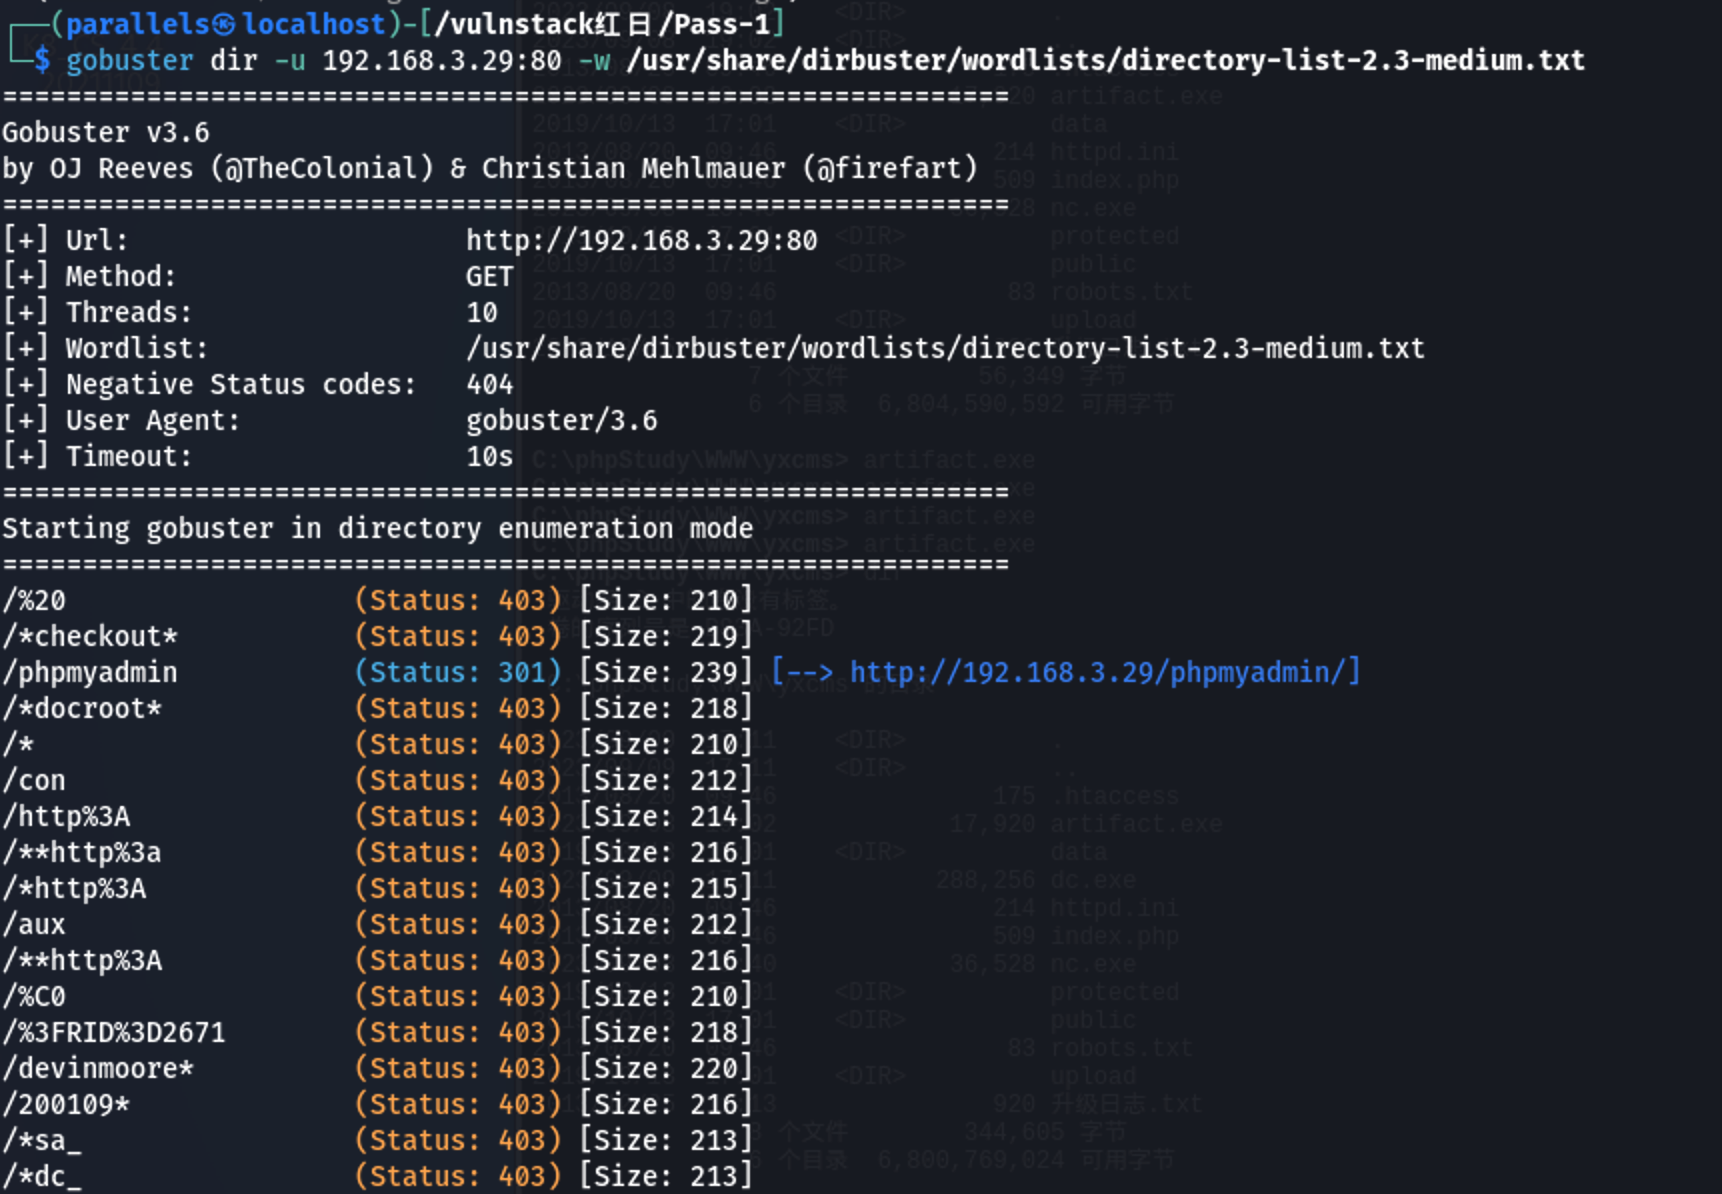 (parallels㉿localhost)-[/vulnstack红日/Pass-1]
$ gobuster dir -u 192.168.3.29:80 -w /usr/share/dirbuster/wordlists/directory-list-2.3-medium.txt
===============================================================
Gobuster v3.6
by OJ Reeves (@TheColonial) & Christian Mehlmauer (@firefart)
===============================================================
[+] Url: http://192.168.3.29:80
[+] Method: GET
[+] Threads: 10
[+] Wordlist: /usr/share/dirbuster/wordlists/directory-list-2.3-medium.txt
[+] Negative Status codes: 404
[+] User Agent: gobuster/3.6
[+] Timeout: 10s
===============================================================
Starting gobuster in directory enumeration mode
===============================================================
/%20 (Status: 403) [Size: 210]
/*checkout* (Status: 403) [Size: 219]
/phpmyadmin (Status: 301) [Size: 239] [--> http://192.168.3.29/phpmyadmin/]
/*docroot* (Status: 403) [Size: 218]
/* (Status: 403) [Size: 210]
/con (Status: 403) [Size: 212]
/http%3A (Status: 403) [Size: 214]
/**http%3a (Status: 403) [Size: 216]
/*http%3A (Status: 403) [Size: 215]
/aux (Status: 403) [Size: 212]
/**http%3A (Status: 403) [Size: 216]
/%C0 (Status: 403) [Size: 210]
/%3FRID%3D2671 (Status: 403) [Size: 218]
/devinmoore* (Status: 403) [Size: 220]
/200109* (Status: 403) [Size: 216]
/*sa_ (Status: 403) [Size: 213]
/*dc_ (Status: 403) [Size: 213]